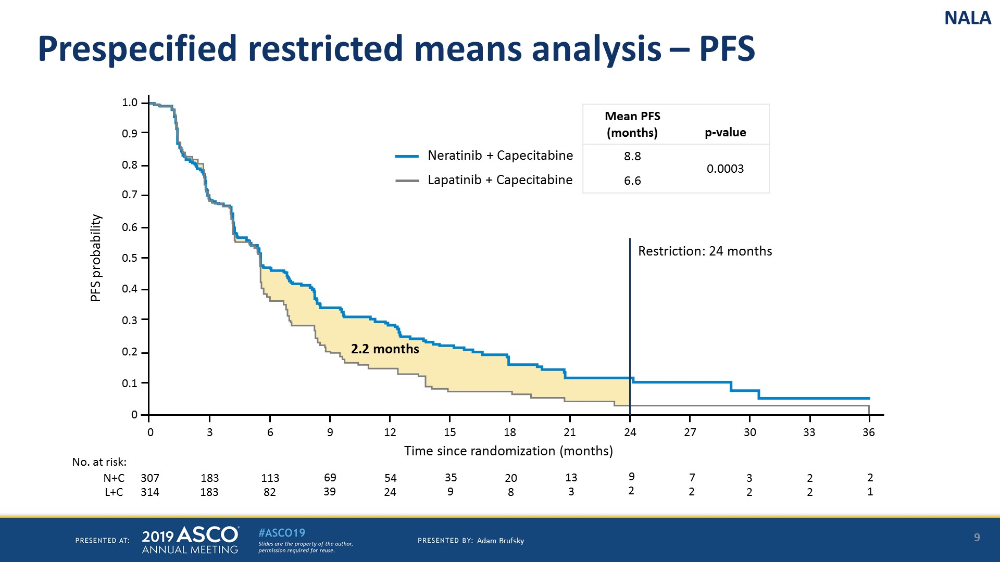 NALA
Prespecified restricted means analysis – PFS
Mean PFS
(months)
p-value
Neratinib + Capecitabine 8.8
0.0003
Lapatinib + Capecitabine 6.6
Restriction: 24 months
2.2 months
PFS probability
1.0
0.9
0.8
0.7
0.6
0.5
0.4
0.3
0.2
0.1
0
0 3 6 9 12 15 18 21 24 27 30 33 36
Time since randomization (months)
No. at risk:
N+C 307 183 113 69 54 35 20 13 9 7 3 2 2
L+C 314 183 82 39 24 9 8 3 2 2 2 2 1
PRESENTED AT:
2019 ASCO®
ANNUAL MEETING
#ASCO19
Slides are the property of the author,
permission required for reuse.
PRESENTED BY: Adam Brufsky
9